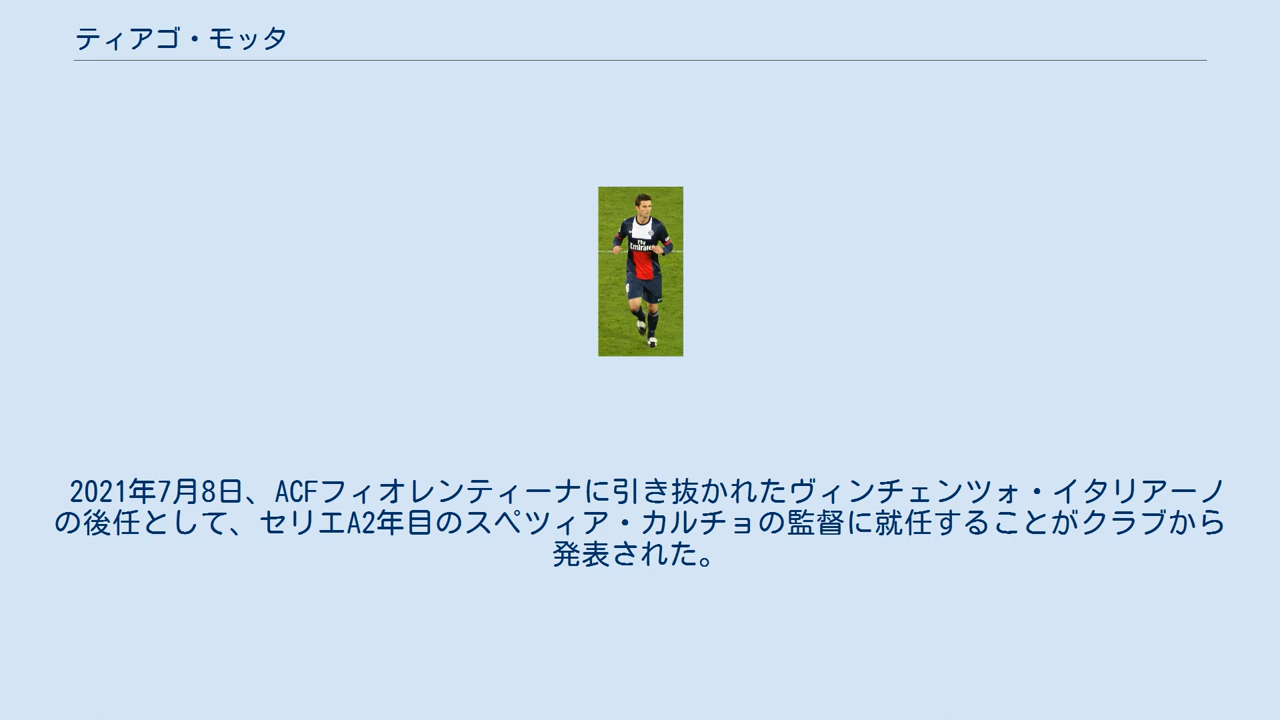 ティアゴ・モッタ
Emirates
2021年7月8日、ACFフィオレンティーナに引き抜かれたヴィンチェンツォ・イタリアーノ
の後任として、セリエA2年目のスペツィア・カルチョの監督に就任することがクラブから
発表された。